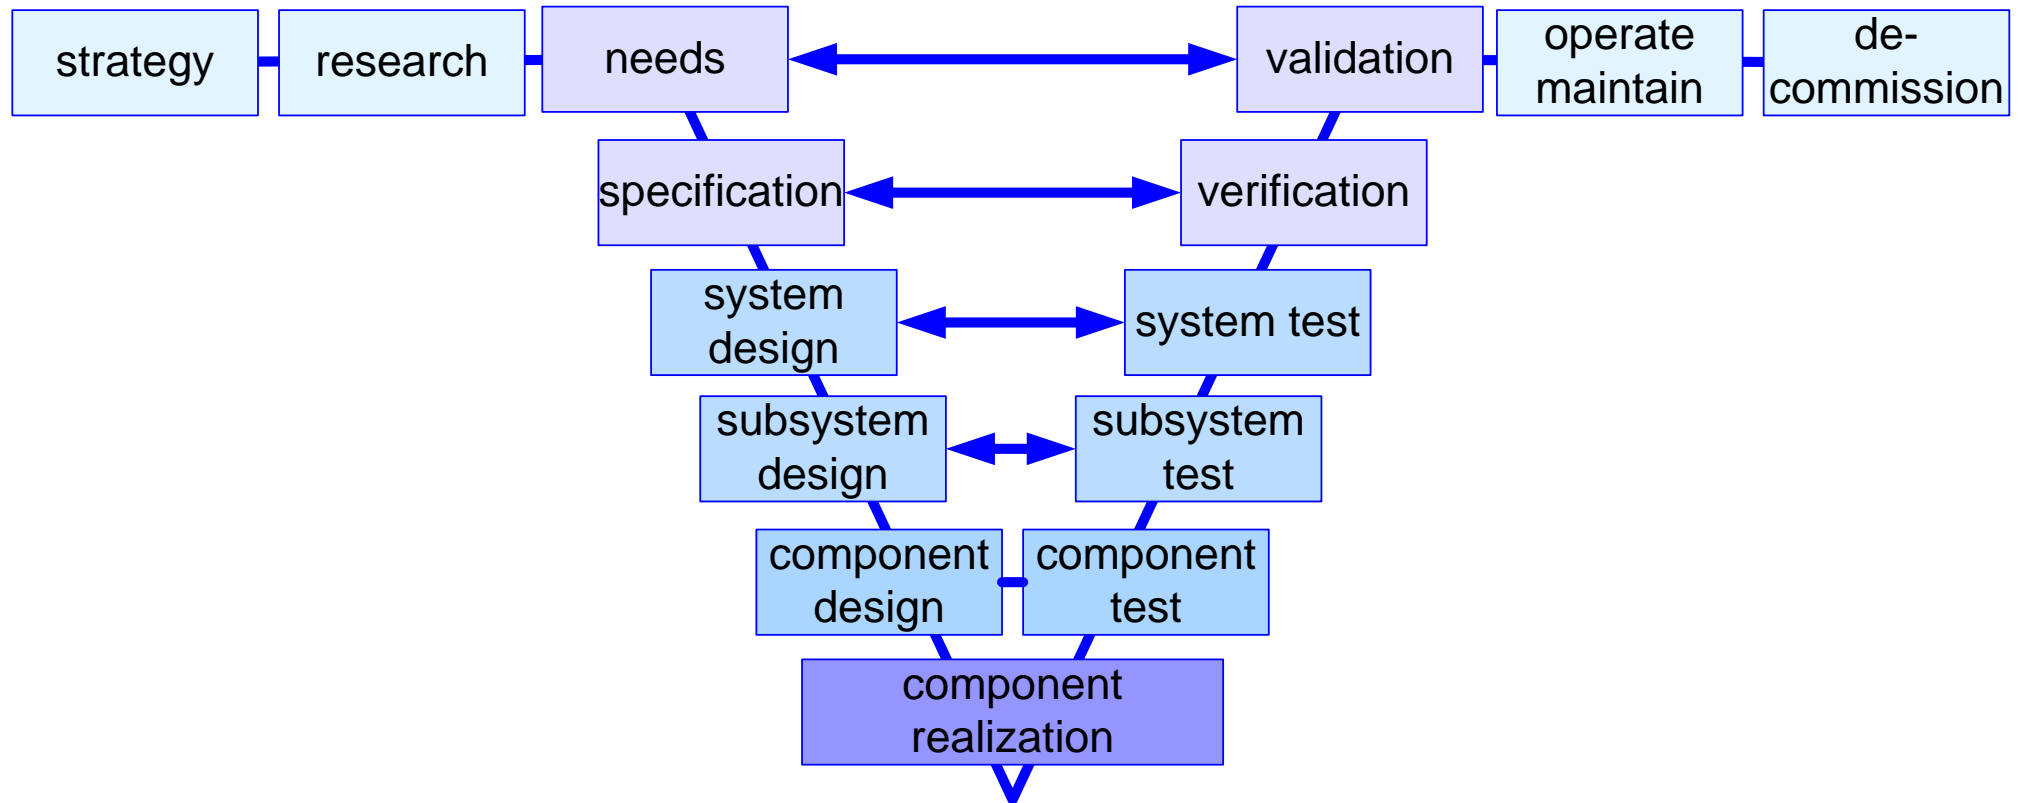 strategy
research
needs
validation
operate
maintain
de-
commission
specification
verification
system
design
system test
subsystem
design
subsystem
test
component
design
component
test
component
realization